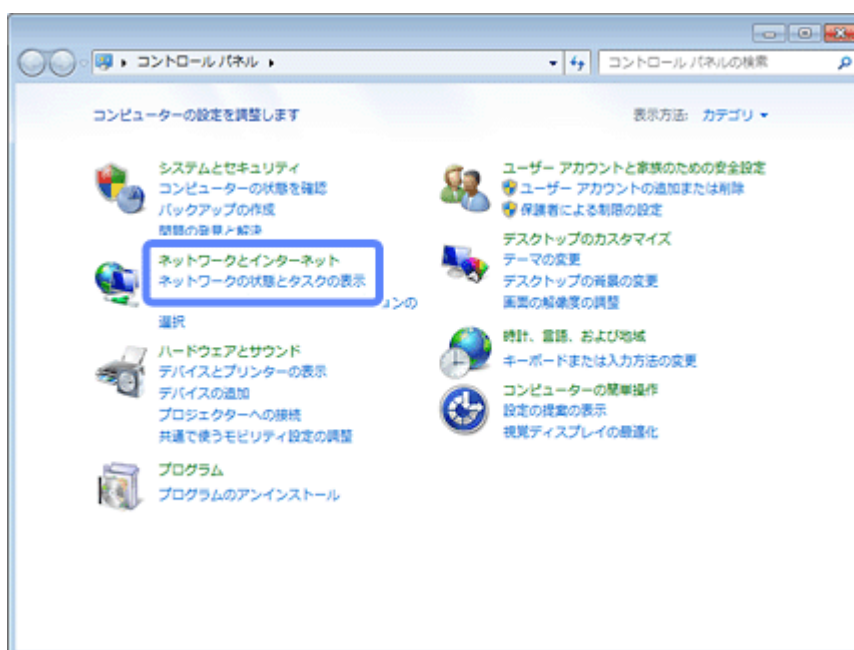 コントロール パネル
コントロール パネルの検索
コンピューターの設定を調整します
表示方法: カテゴリ
システムとセキュリティ
コンピューターの状態を確認
バックアップの作成
問題の発見と解決
ネットワークとインターネット
ネットワークの状態とタスクの表示
ョンの
選択
ハードウェアとサウンド
デバイスとプリンターの表示
デバイスの追加
プロジェクターへの接続
共通で使うモビリティ設定の調整
プログラム
プログラムのアンインストール
ユーザー アカウントと家族のための安全設定
ユーザー アカウントの追加または削除
保護者による制限の設定
デスクトップのカスタマイズ
テーマの変更
デスクトップの背景の変更
画面の解像度の調整
時計、言語、および地域
キーボードまたは入力方法の変更
コンピューターの簡単操作
設定の提案の表示
視覚ディスプレイの最適化